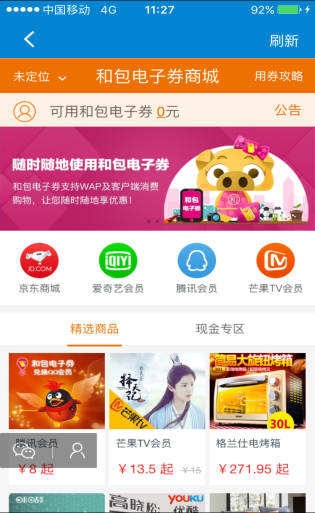 中国移动 4G 11:27 92%
刷新
未定位 和包电子券商城 用券攻略
可用和包电子券 0元 公告
随时随地使用和包电子券
和包电子券支持WAP及客户端消费
购物，让您随时随地享优惠！
和包
电子券
JD.COM iQIYI
京东商城 爱奇艺会员 腾讯会员 芒果TV会员
精选商品 现金专区
和包电子券
兑换QQ会员
择天记
芒果TV会员
简易大旋钮烤箱
30L
腾讯会员 芒果TV会员 格兰仕电烤箱
￥8 起 ￥13.5 起 ￥15 ￥271.95 起
高晓松: YOUKU
优酷